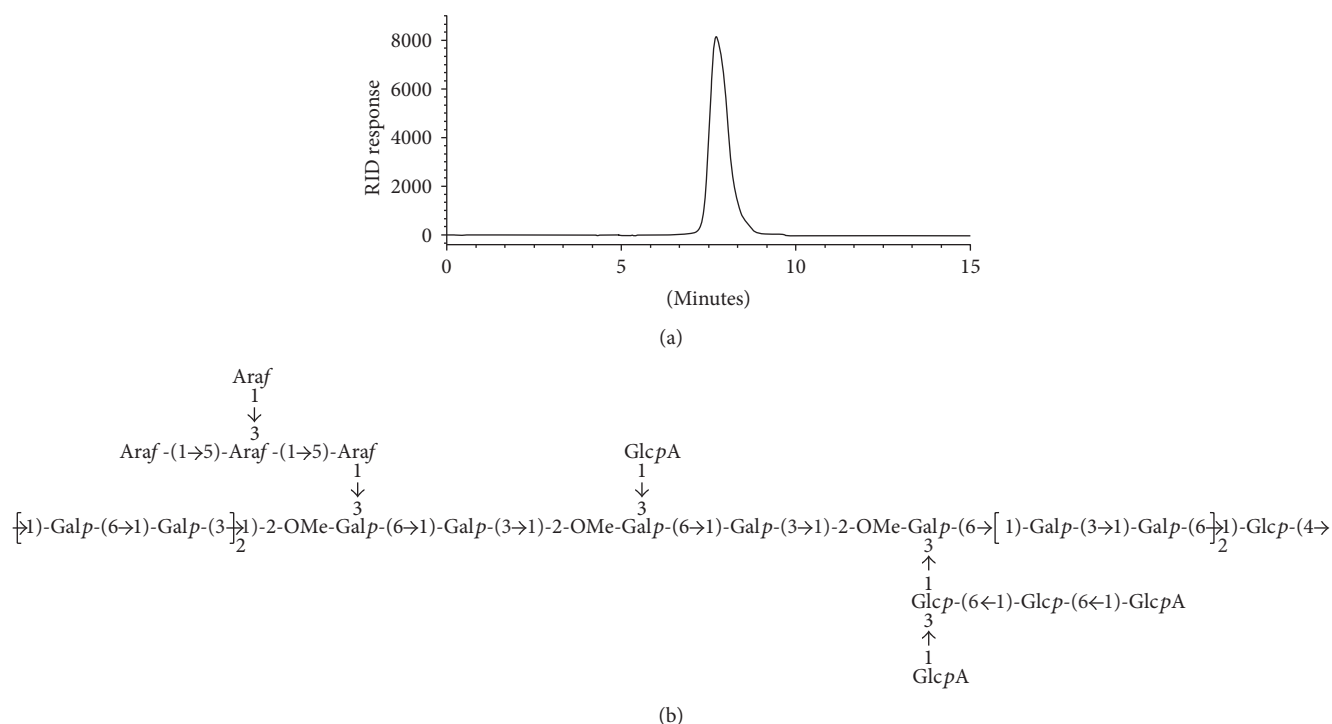 8000
6000
4000
2000
0
RID response
0 5 10 15
(Minutes)
(a)
Araf
1
↓
3
Araf -(1→5)-Araf -(1→5)-Araf GlcpA
1 1
↓ ↓
3 3
[→1)-Galp-(6→1)-Galp-(3→]2 1)-2-OMe-Galp-(6→1)-Galp-(3→1)-2-OMe-Galp-(6→1)-Galp-(3→1)-2-OMe-Galp-(6→[ 1)-Galp-(3→1)-Galp-(6→]2 1)-Glcp-(4→
3
↑
1
Glcp-(6←1)-Glcp-(6←1)-GlcpA
3
↑
1
GlcpA
(b)